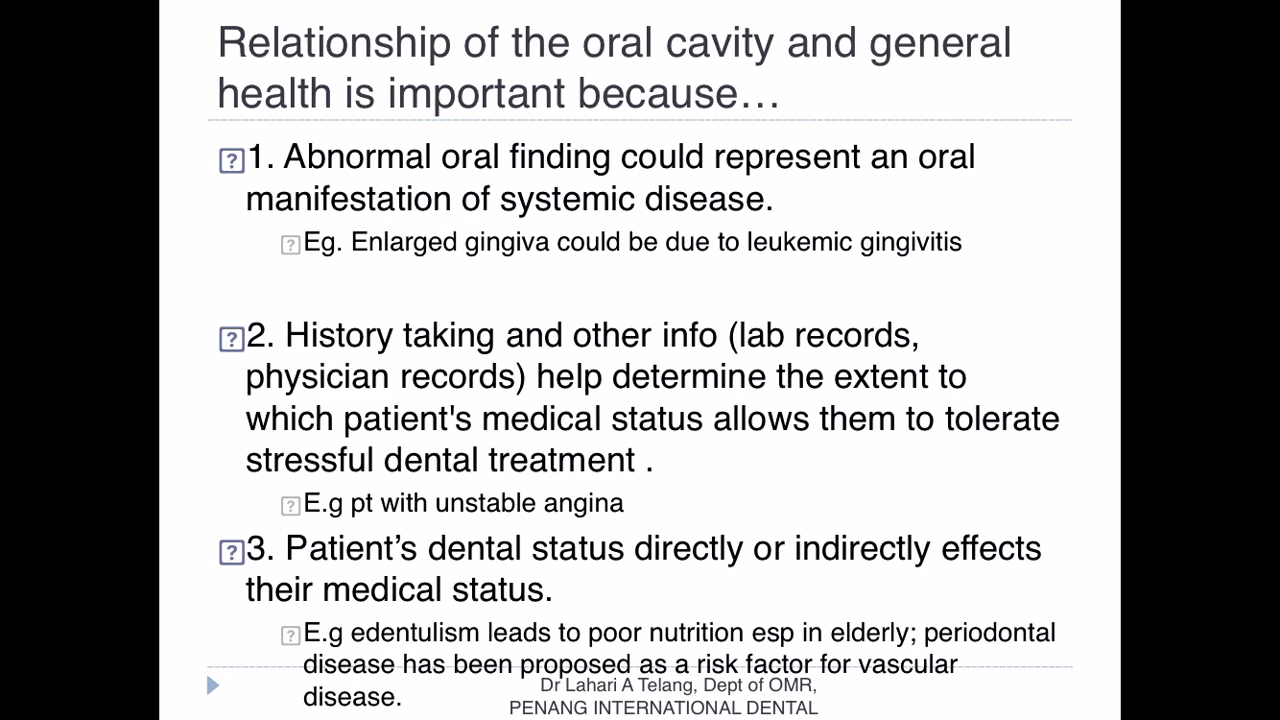 Relationship of the oral cavity and general
health is important because…
1. Abnormal oral finding could represent an oral
manifestation of systemic disease.
Eg. Enlarged gingiva could be due to leukemic gingivitis
2. History taking and other info (lab records,
physician records) help determine the extent to
which patient's medical status allows them to tolerate
stressful dental treatment .
E.g pt with unstable angina
3. Patient’s dental status directly or indirectly effects
their medical status.
E.g edentulism leads to poor nutrition esp in elderly; periodontal
disease has been proposed as a risk factor for vascular
disease.
Dr Lahari A Telang, Dept of OMR,
PENANG INTERNATIONAL DENTAL